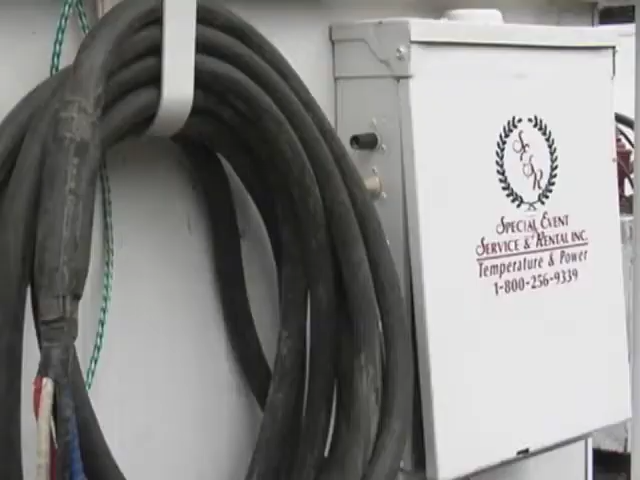 SESR
Special Event
Service & Rental Inc.
Temperature & Power
1-800-256-9339